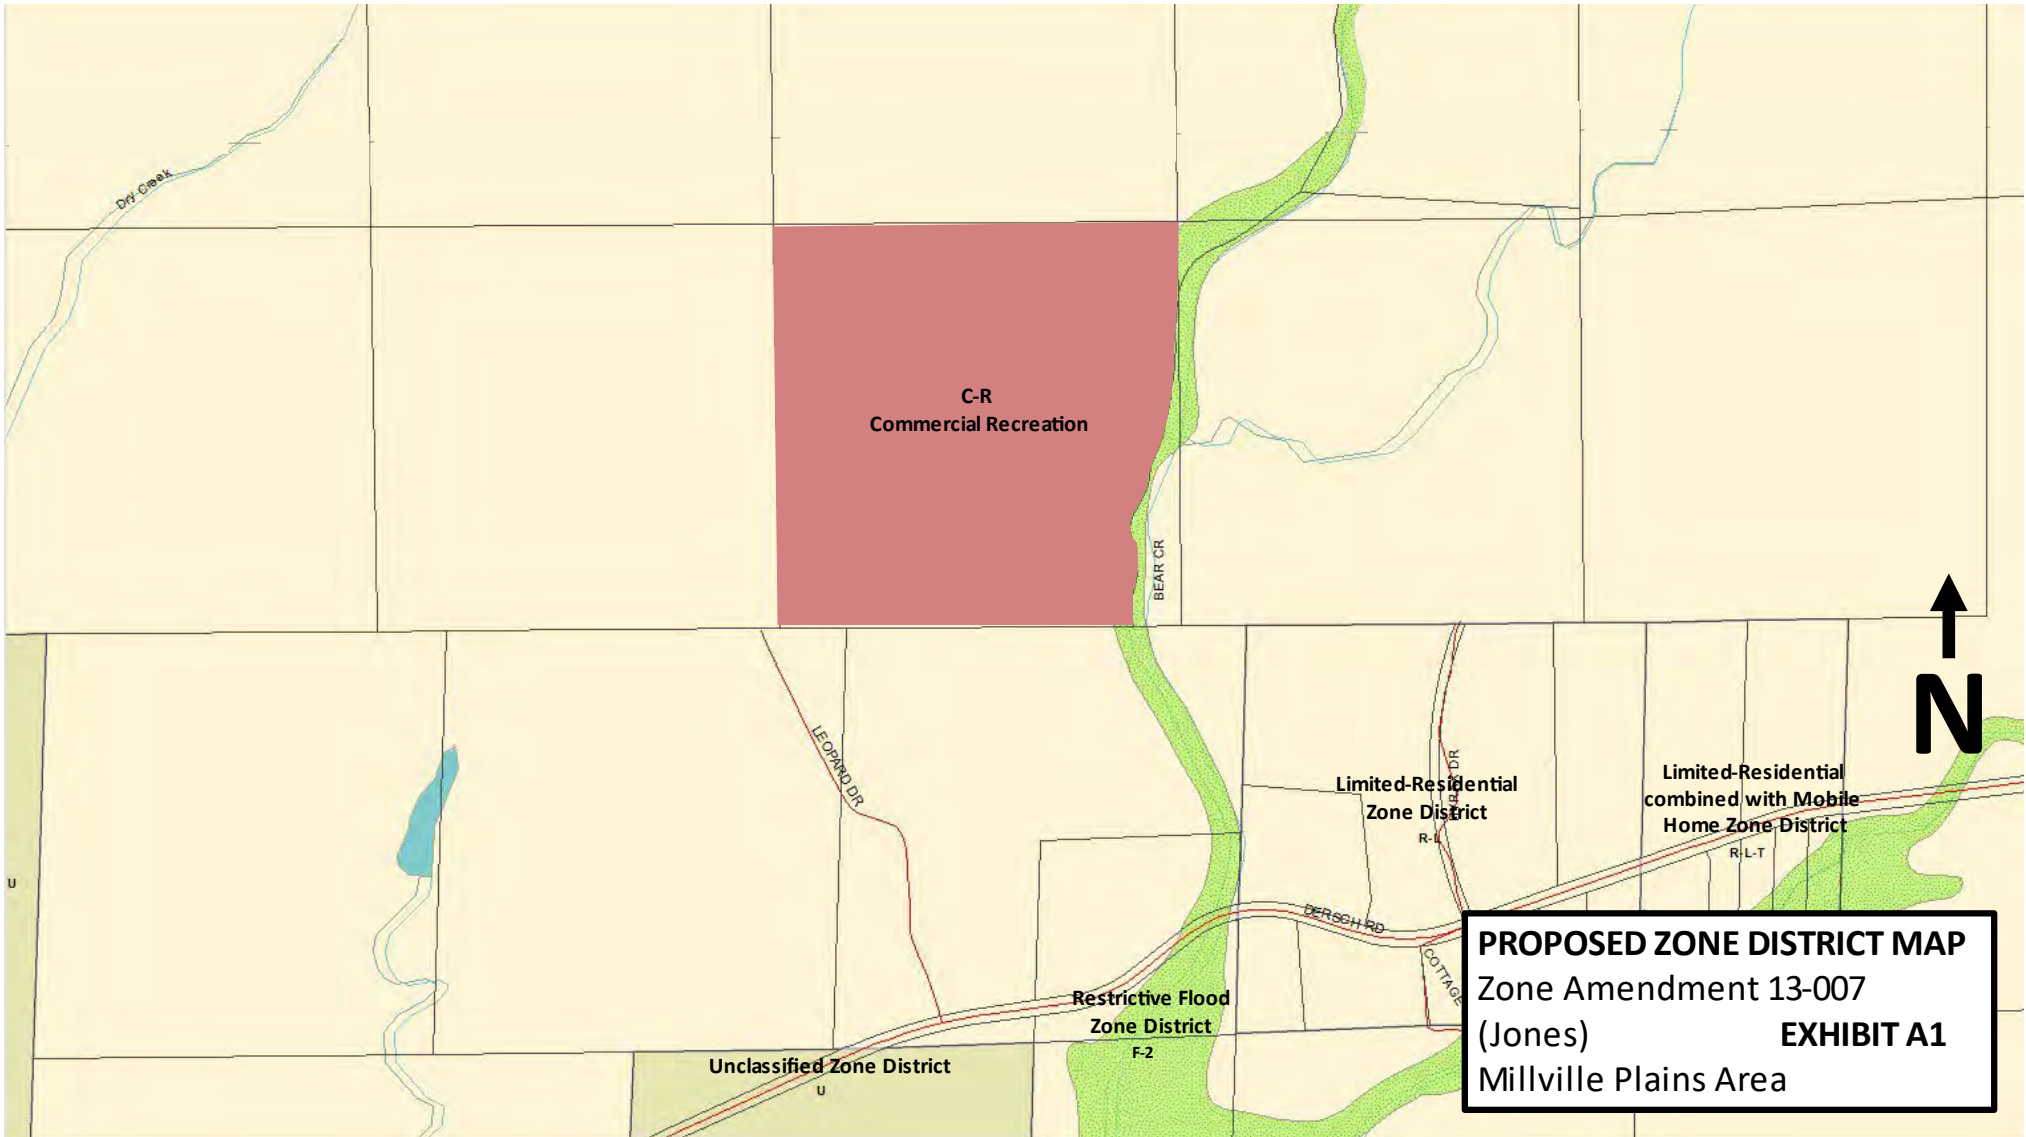 Dry Creek
C-R
Commercial Recreation
BEAR CR
N
LEOPARD DR
DR
Limited-Residential
Zone District
R-L
Limited-Residential
combined with Mobile
Home Zone District
R-L-T
U
DERSCH RD
COTTAGE
Restrictive Flood
Zone District
F-2
Unclassified Zone District
U
PROPOSED ZONE DISTRICT MAP
Zone Amendment 13-007
(Jones) EXHIBIT A1
Millville Plains Area